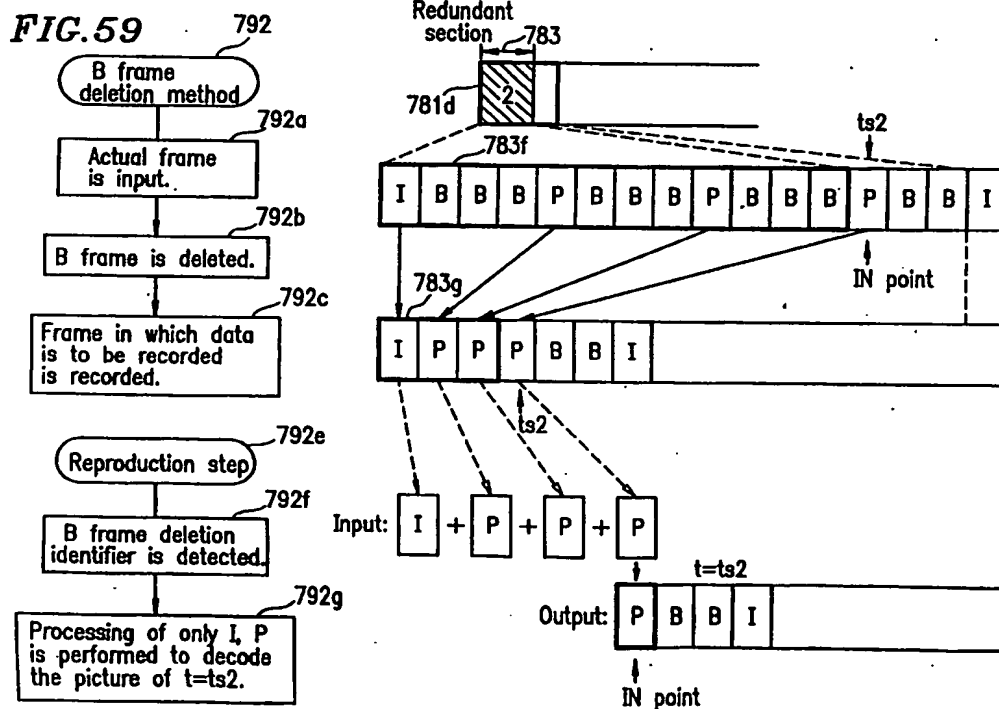 FIG.59
792
B frame
deletion method
792a
Actual frame
is input.
792b
B frame is deleted.
792c
Frame in which data
is to be recorded
is recorded.
792e
Reproduction step
792f
B frame deletion
identifier is detected.
792g
Processing of only I, P
is performed to decode
the picture of t=ts2.
Redundant
section
783
781d
2
ts2
783f
I B B B P B B B P B B B P B B I
IN point
783g
I P P P B B I
ts2
Input: I + P + P + P
t=ts2
Output: P B B I
IN point